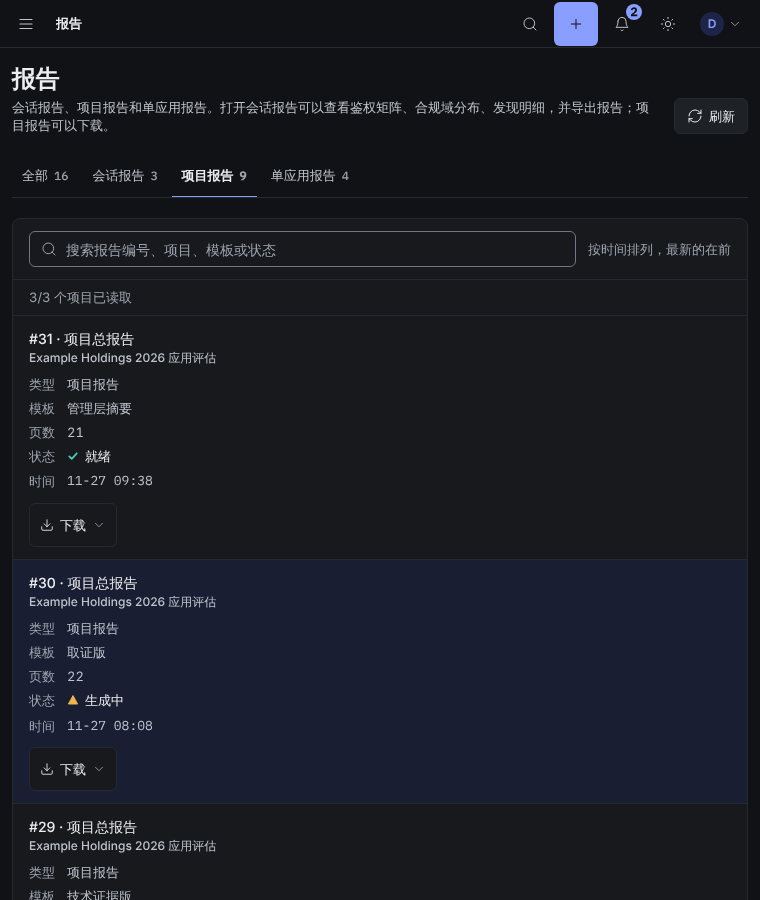 报告
2
D
报告
会话报告、项目报告和单应用报告。打开会话报告可以查看鉴权矩阵、合规域分布、发现明细，并导出报告；项
目报告可以下载。
刷新
全部 16 会话报告 3 项目报告 9 单应用报告 4
搜索报告编号、项目、模板或状态
按时间排列，最新的在前
3/3 个项目已读取
#31 · 项目总报告
Example Holdings 2026 应用评估
类型 项目报告
模板 管理层摘要
页数 21
状态 就绪
时间 11-27 09:38
下载
#30 · 项目总报告
Example Holdings 2026 应用评估
类型 项目报告
模板 取证版
页数 22
状态 生成中
时间 11-27 08:08
下载
#29 · 项目总报告
Example Holdings 2026 应用评估
类型 项目报告
模板 技术证据版